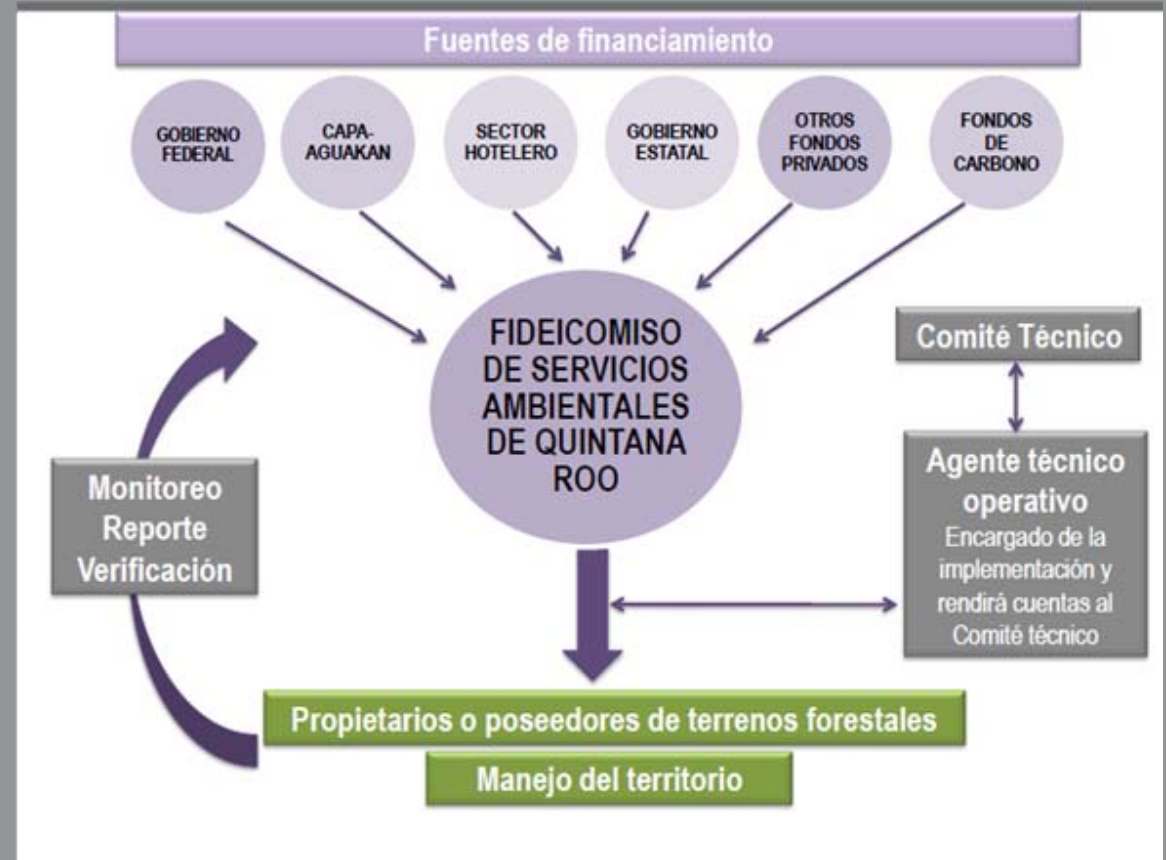 Fuentes de financiamiento
GOBIERNO
FEDERAL
CAPA-
AGUAKAN
SECTOR
HOTELERO
GOBIERNO
ESTATAL
OTROS
FONDOS
PRIVADOS
FONDOS
DE
CARBONO
FIDEICOMISO
DE SERVICIOS
AMBIENTALES
DE QUINTANA
ROO
Comité Técnico
Agente técnico
operativo
Encargado de la
implementación y
rendirá cuentas al
Comité técnico
Monitoreo
Reporte
Verificación
Propietarios o poseedores de terrenos forestales
Manejo del territorio